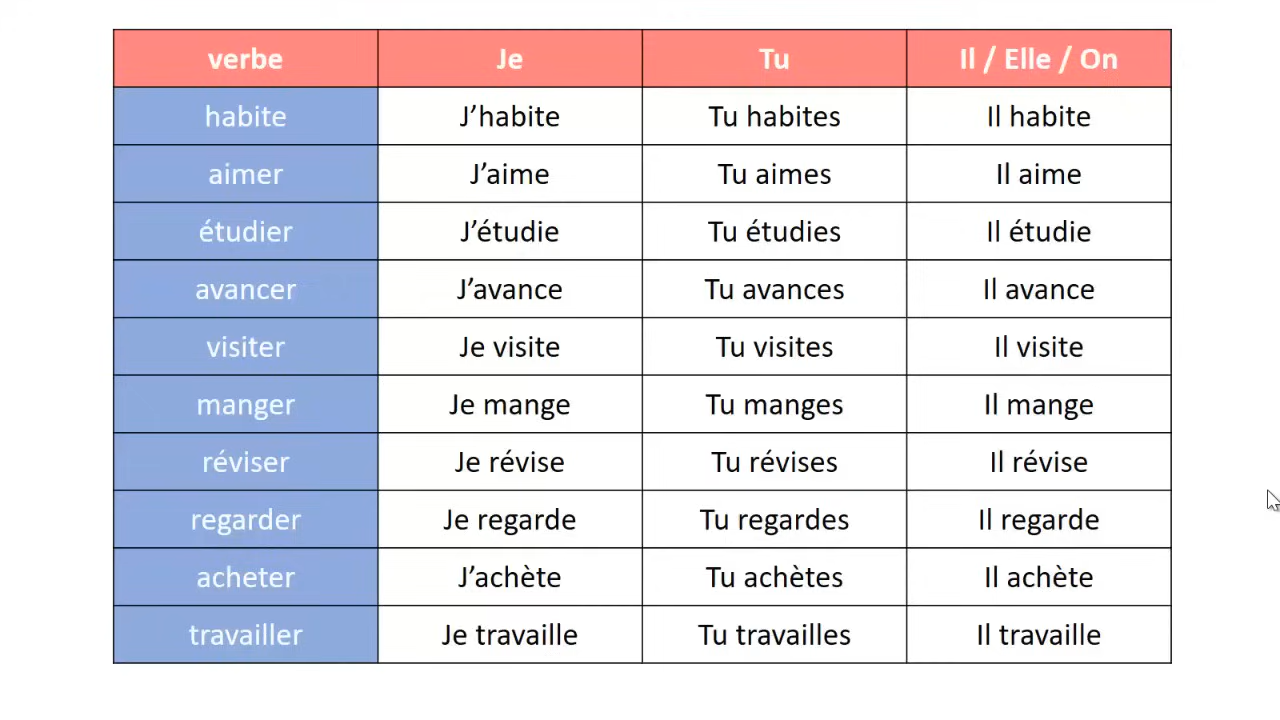 verbe Je Tu Il / Elle / On
habite J’habite Tu habites Il habite
aimer J’aime Tu aimes Il aime
étudier J’étudie Tu étudies Il étudie
avancer J’avance Tu avances Il avance
visiter Je visite Tu visites Il visite
manger Je mange Tu manges Il mange
réviser Je révise Tu révises Il révise
regarder Je regarde Tu regardes Il regarde
acheter J’achète Tu achètes Il achète
travailler Je travaille Tu travailles Il travaille